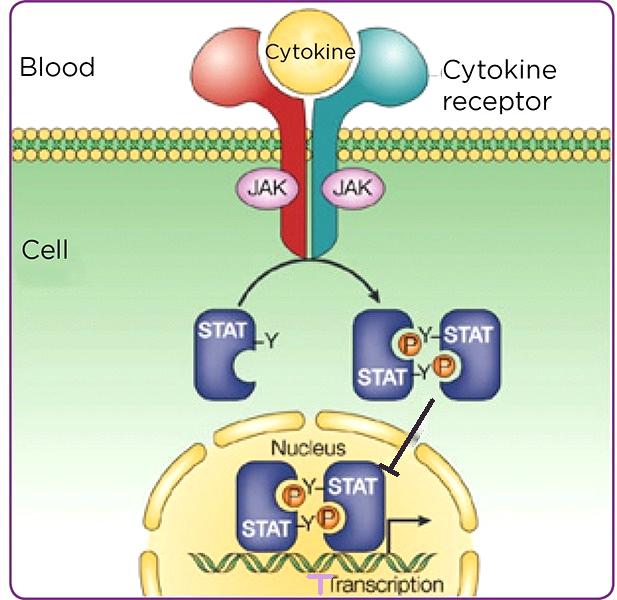 Cytokine
Blood
Cytokine
receptor
JAK
JAK
Cell
STAT
Y
P
Y
STAT
STAT
Y
P
Nucleus
P
Y
STAT
STAT
Y
P
Transcription